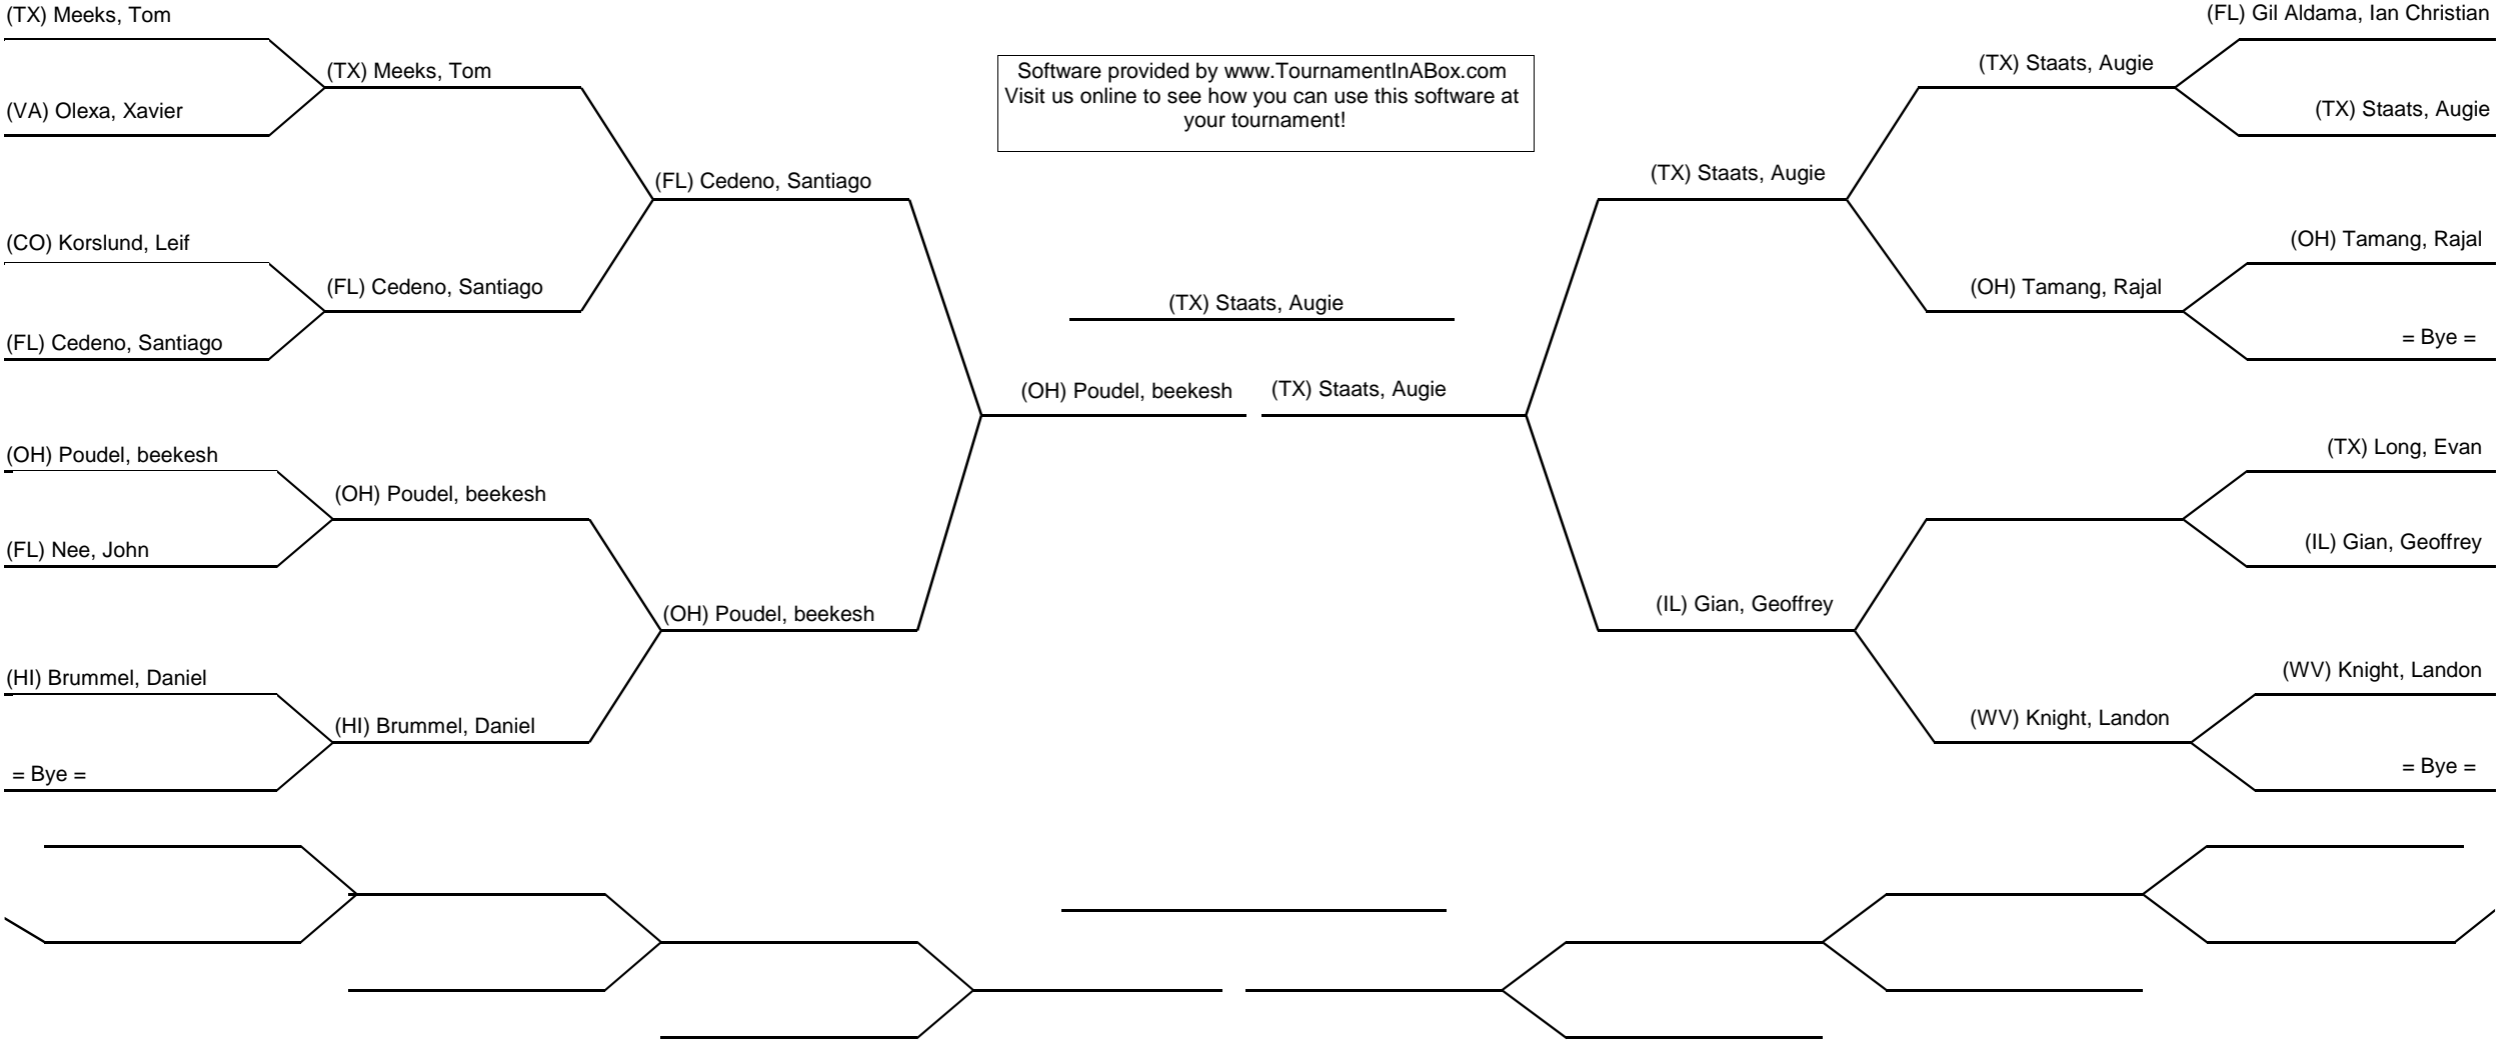 (TX) Meeks, Tom
(TX) Meeks, Tom
(VA) Olexa, Xavier
(FL) Cedeno, Santiago
(CO) Korslund, Leif
(FL) Cedeno, Santiago
(FL) Cedeno, Santiago
(OH) Poudel, beekesh
(OH) Poudel, beekesh
(OH) Poudel, beekesh
(FL) Nee, John
(OH) Poudel, beekesh
(HI) Brummel, Daniel
(HI) Brummel, Daniel
= Bye =
Software provided by www.TournamentInABox.com
Visit us online to see how you can use this software at
your tournament!
(TX) Staats, Augie
(TX) Staats, Augie
(TX) Staats, Augie
(TX) Staats, Augie
(FL) Gil Aldama, Ian Christian
(TX) Staats, Augie
(OH) Tamang, Rajal
(OH) Tamang, Rajal
= Bye =
(TX) Long, Evan
(IL) Gian, Geoffrey
(IL) Gian, Geoffrey
(WV) Knight, Landon
(WV) Knight, Landon
= Bye =